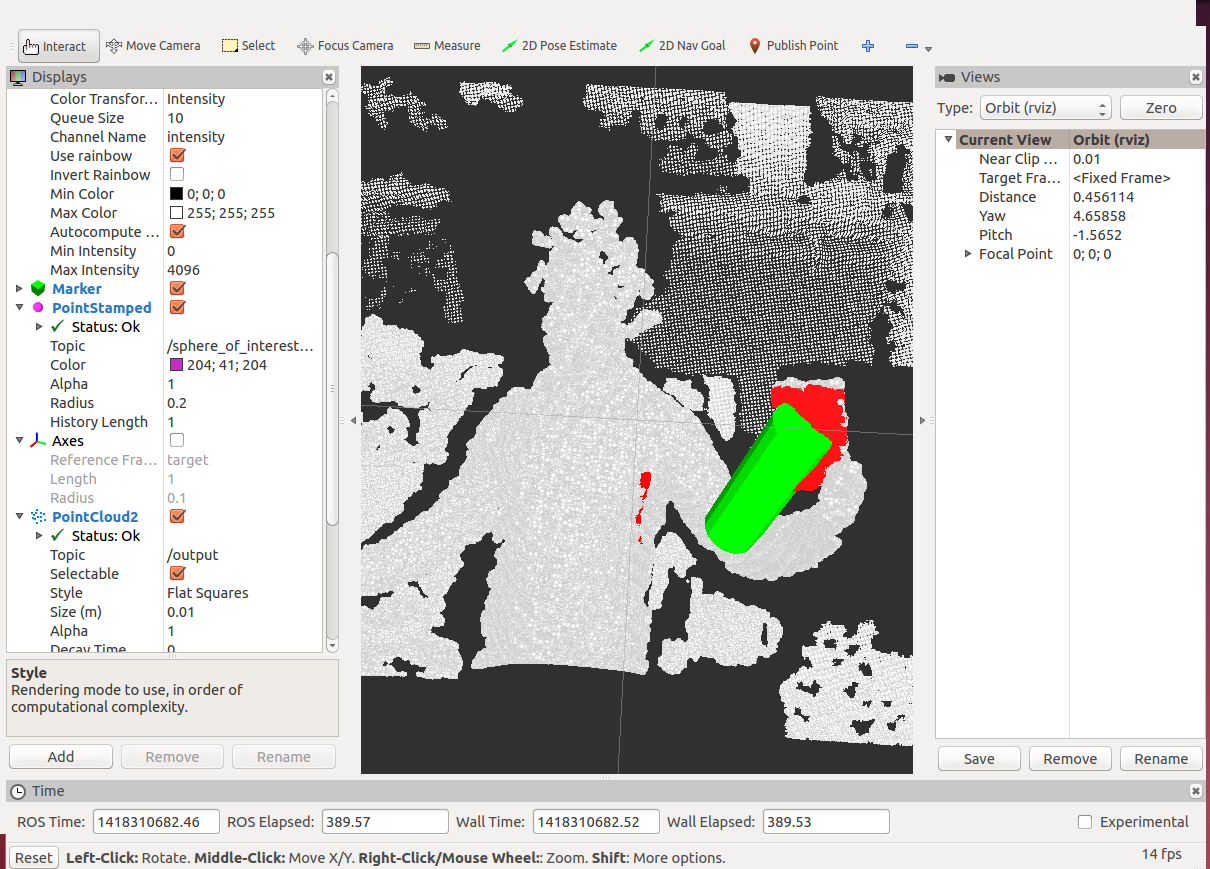 Interact Move Camera Select Focus Camera Measure 2D Pose Estimate 2D Nav Goal Publish Point
Displays
Color Transfor... Intensity
Queue Size 10
Channel Name intensity
Use rainbow
Invert Rainbow
Min Color 0; 0; 0
Max Color 255; 255; 255
Autocompute ...
Min Intensity 0
Max Intensity 4096
Marker
PointStamped
Status: Ok
Topic /sphere_of_interest...
Color 204; 41; 204
Alpha 1
Radius 0.2
History Length 1
Axes
Reference Fra... target
Length 1
Radius 0.1
PointCloud2
Status: Ok
Topic /output
Selectable
Style Flat Squares
Size (m) 0.01
Alpha 1
Decay Time 0
Style
Rendering mode to use, in order of
computational complexity.
Add Remove Rename
Views
Type: Orbit (rviz) Zero
Current View Orbit (rviz)
Near Clip ... 0.01
Target Fra... <Fixed Frame>
Distance 0.456114
Yaw 4.65858
Pitch -1.5652
Focal Point 0; 0; 0
Save Remove Rename
Time
ROS Time: 1418310682.46 ROS Elapsed: 389.57 Wall Time: 1418310682.52 Wall Elapsed: 389.53 Experimental
Reset Left-Click: Rotate. Middle-Click: Move X/Y. Right-Click/Mouse Wheel:: Zoom. Shift: More options. 14 fps